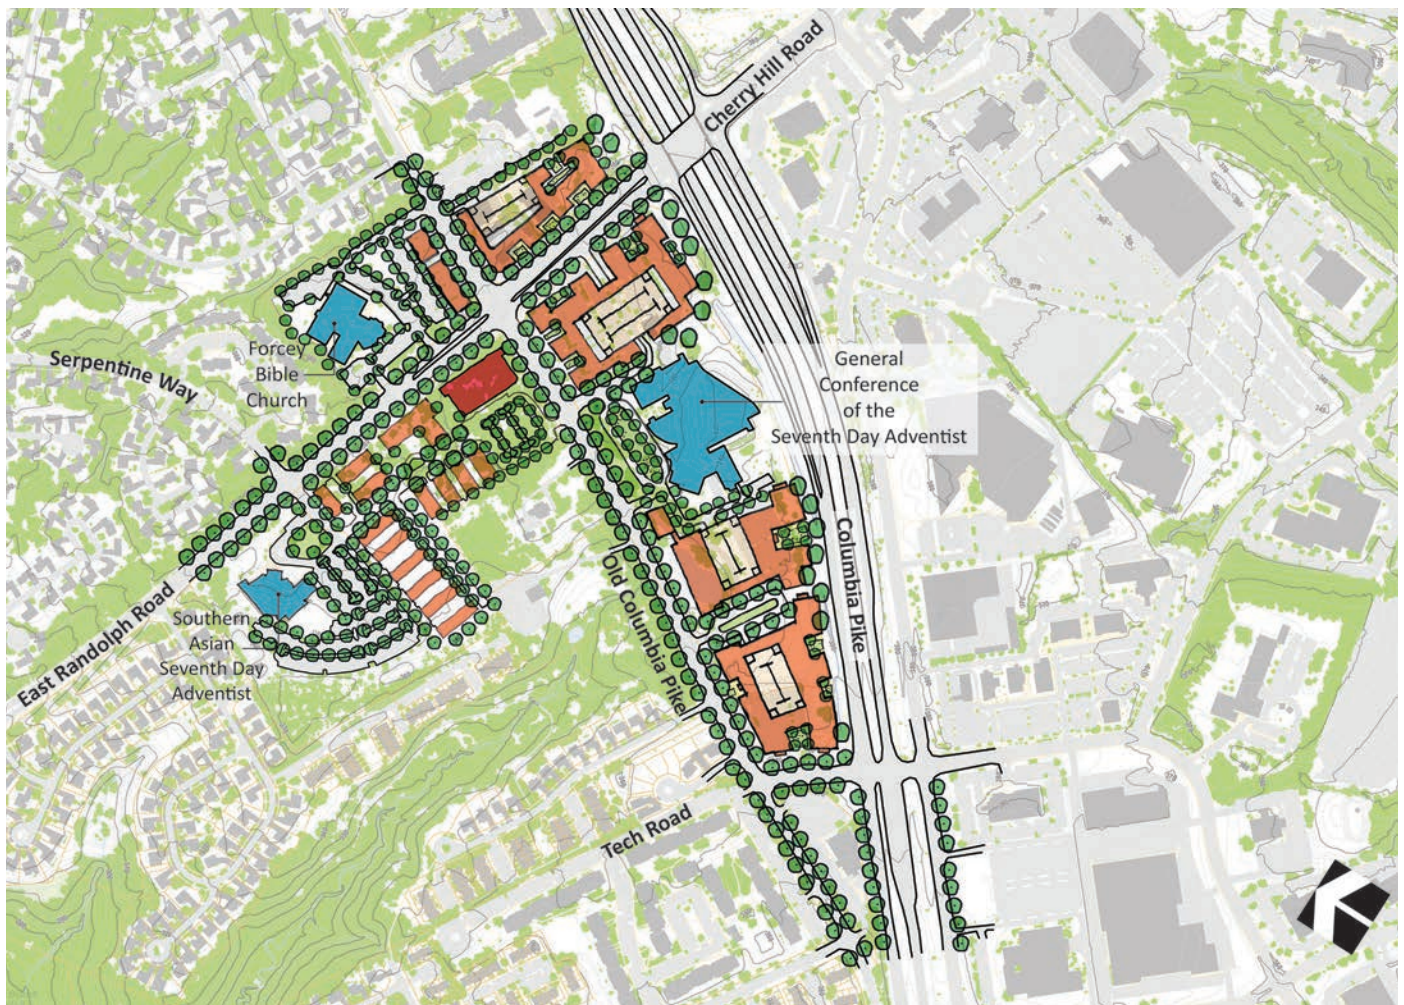 Cherry Hill Road
Serpentine Way
Forcey
Bible
Church
General
Conference
of the
Seventh Day Adventist
Columbia Pike
Old Columbia Pike
East Randolph Road
Southern
Asian
Seventh Day
Adventist
Tech Road